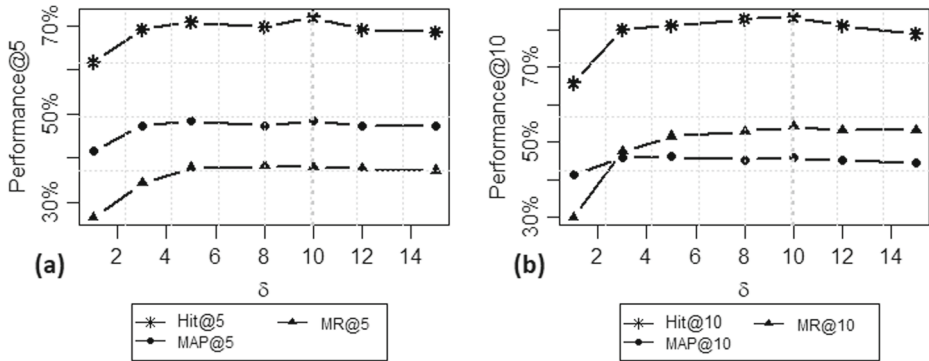 Performance@5
70%
50%
30%
2 4 6 8 10 12 14
δ
(a)
Hit@5 MR@5
MAP@5
Performance@10
70%
50%
30%
2 4 6 8 10 12 14
δ
(b)
Hit@10 MR@10
MAP@10